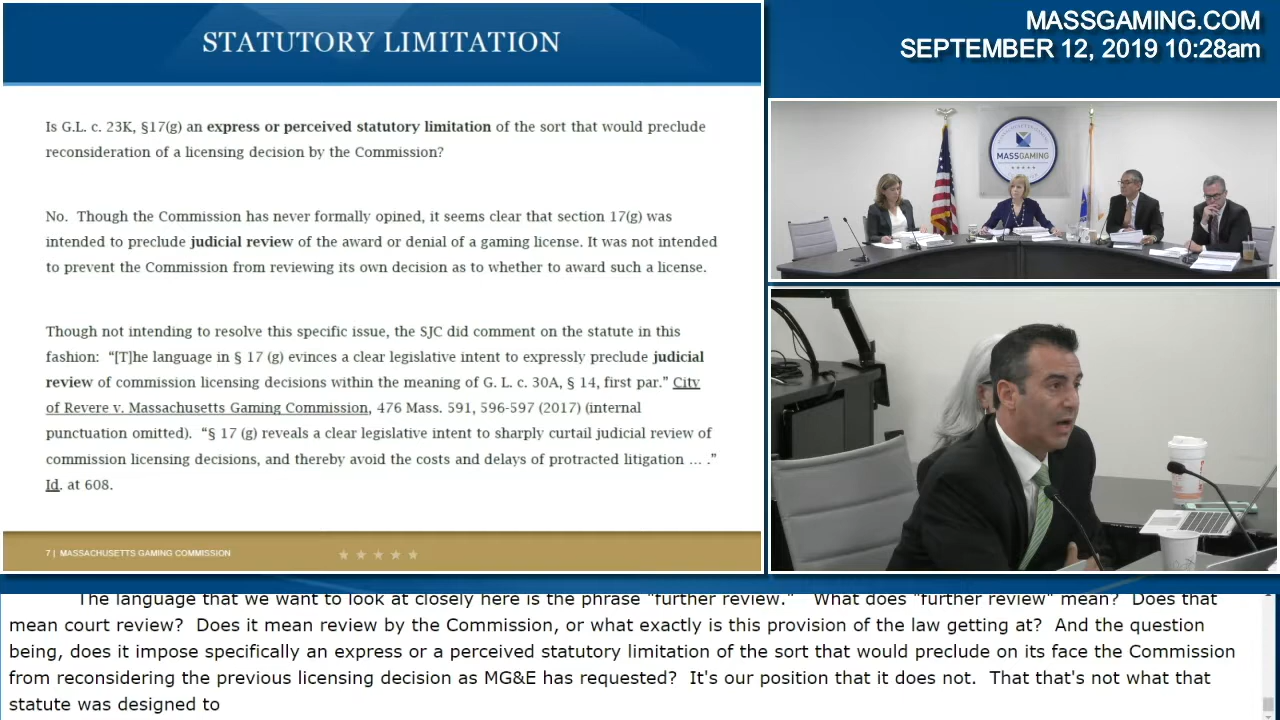 STATUTORY LIMITATION
Is G.L. c. 23K, §17(g) an express or perceived statutory limitation of the sort that would preclude
reconsideration of a licensing decision by the Commission?
No.  Though the Commission has never formally opined, it seems clear that section 17(g) was
intended to preclude judicial review of the award or denial of a gaming license. It was not intended
to prevent the Commission from reviewing its own decision as to whether to award such a license.
Though not intending to resolve this specific issue, the SJC did comment on the statute in this
fashion:  “[T]he language in § 17 (g) evinces a clear legislative intent to expressly preclude judicial
review of commission licensing decisions within the meaning of G. L. c. 30A, § 14, first par.” City
of Revere v. Massachusetts Gaming Commission, 476 Mass. 591, 596-597 (2017) (internal
punctuation omitted).  “§ 17 (g) reveals a clear legislative intent to sharply curtail judicial review of
commission licensing decisions, and thereby avoid the costs and delays of protracted litigation … .”
Id. at 608.
7 | MASSACHUSETTS GAMING COMMISSION
MASSGAMING.COM
SEPTEMBER 12, 2019 10:28am
MASSGAMING
The language that we want to look at closely here is the phrase "further review."   What does "further review" mean?  Does that
mean court review?  Does it mean review by the Commission, or what exactly is this provision of the law getting at?  And the question
being, does it impose specifically an express or a perceived statutory limitation of the sort that would preclude on its face the Commission
from reconsidering the previous licensing decision as MG&E has requested?  It's our position that it does not.  That that's not what that
statute was designed to